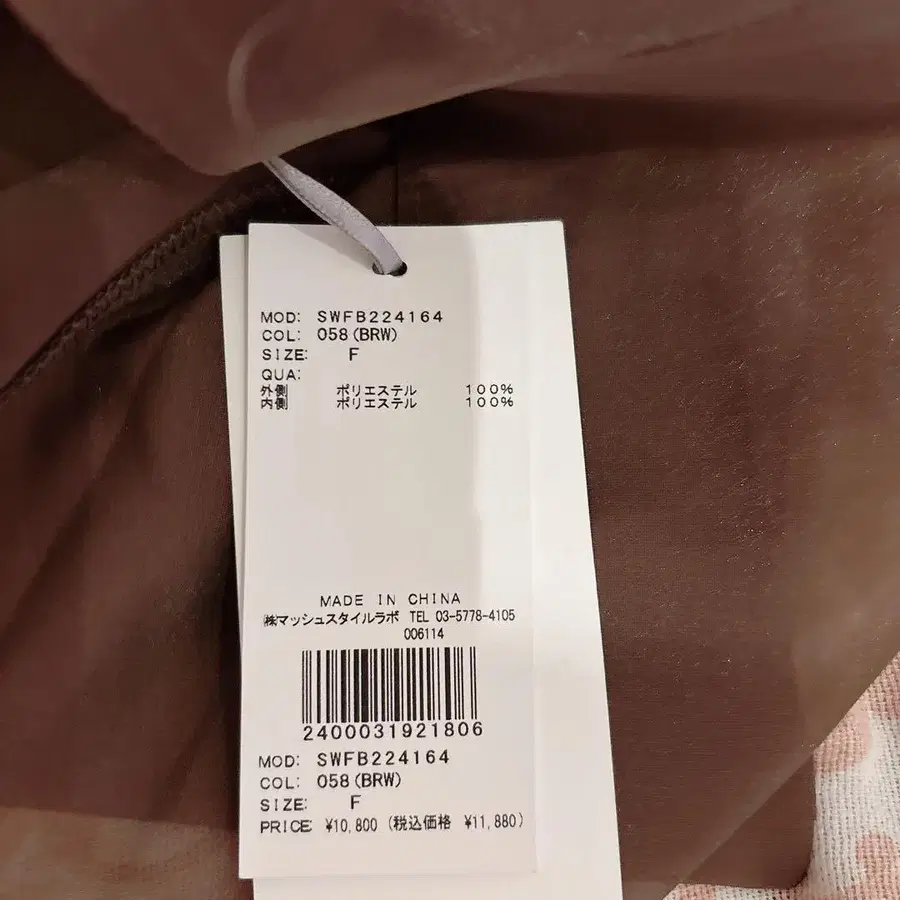 MOD: SWFB224164
COL: 058(BRW)
SIZE: F
QUA:
外側 ポリエステル 100%
内側 ポリエステル 100%
MADE IN CHINA
㈱マッシュスタイルラボ TEL 03-5778-4105
006114
2400031921806
MOD: SWFB224164
COL: 058(BRW)
SIZE: F
PRICE: ¥10,800 (税込価格 ¥11,880)